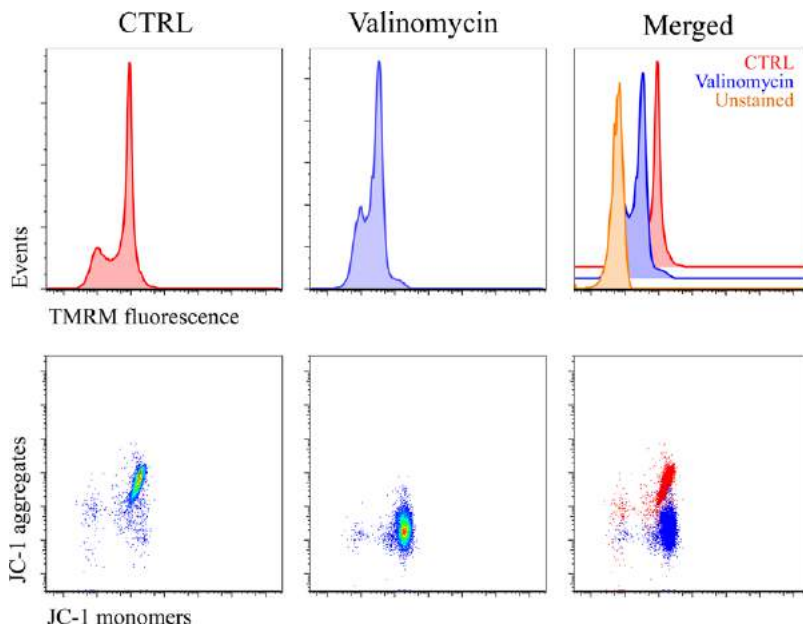 CTRL
Valinomycin
Merged
CTRL
Valinomycin
Unstained
Events
TMRM fluorescence
JC-1 aggregates
JC-1 monomers